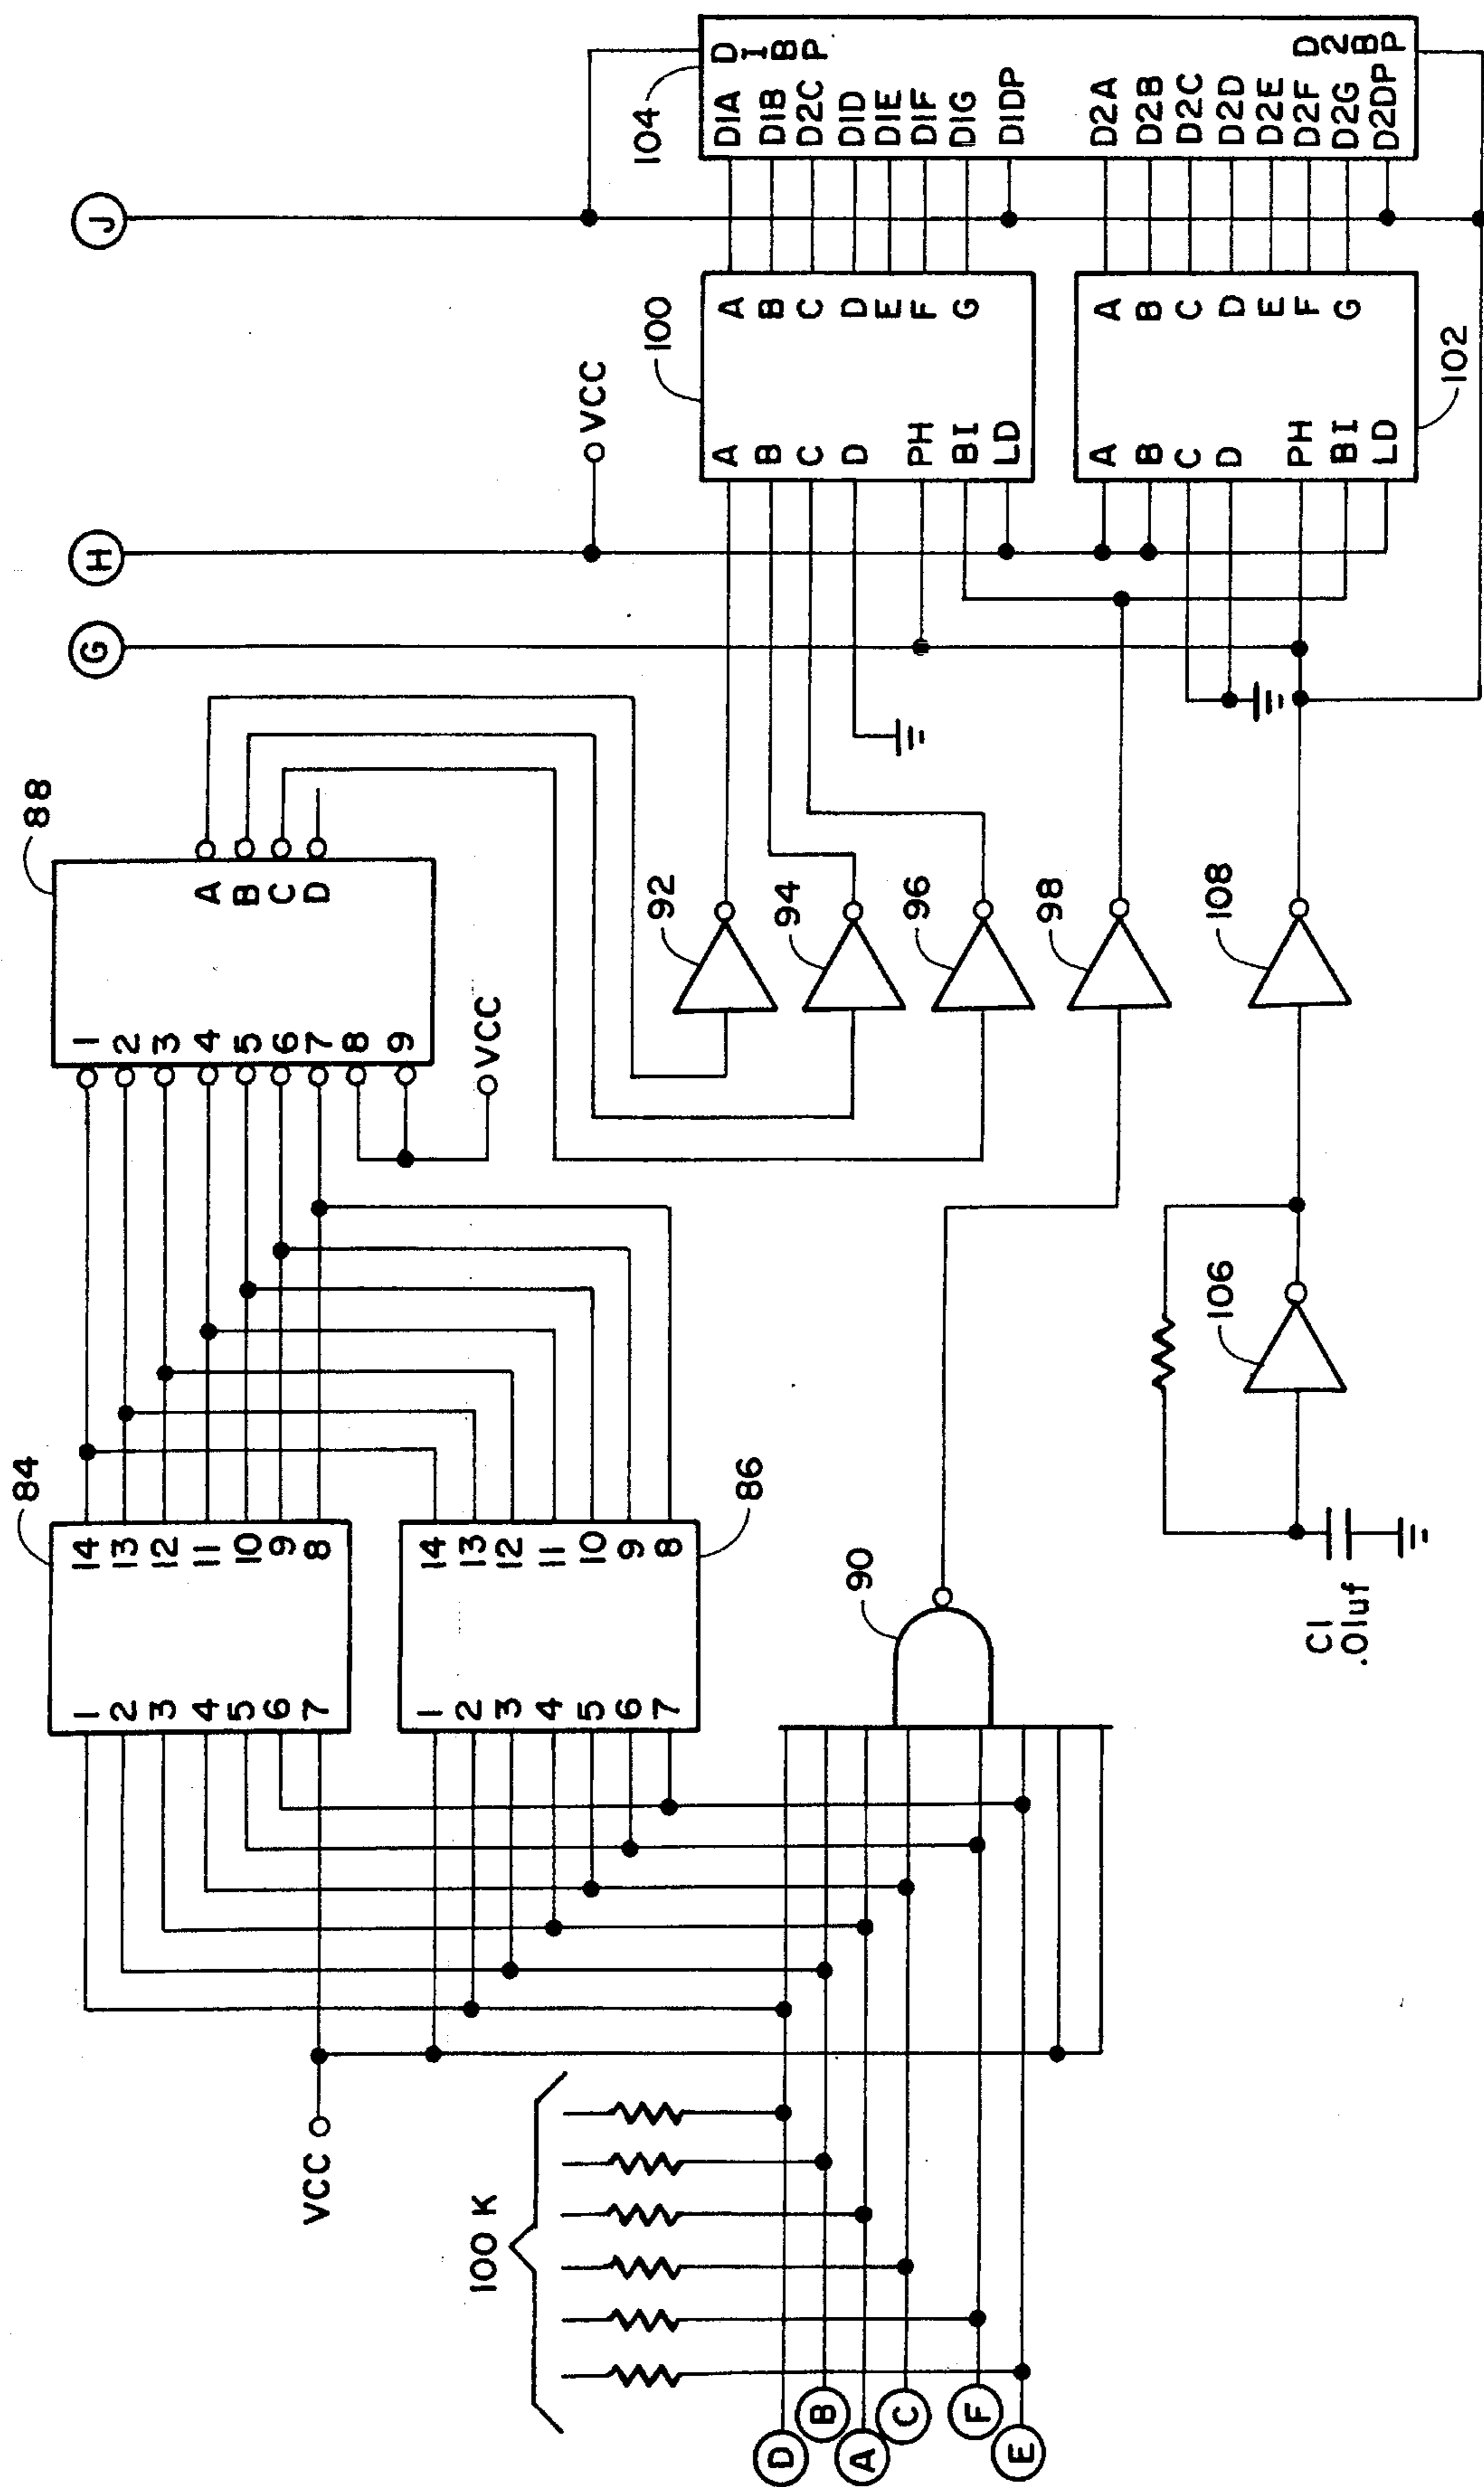 84
14
13
12
11
10
9
8
1
2
3
4
5
6
7
86
14
13
12
11
10
9
8
1
2
3
4
5
6
7
88
1
2
3
4
5
6
7
8
9
A
B
C
D
VCC
VCC
100 K
D
B
A
C
F
E
90
92
94
96
98
106
108
C1
.01uf
G
H
J
VCC
100
A
B
C
D
PH
BI
LD
A
B
C
D
E
F
G
102
A
B
C
D
PH
BI
LD
A
B
C
D
E
F
G
104
D1BP
D1A
D1B
D2C
D1D
D1E
D1F
D1G
D1DP
D2A
D2B
D2C
D2D
D2E
D2F
D2G
D2DP
D2BP